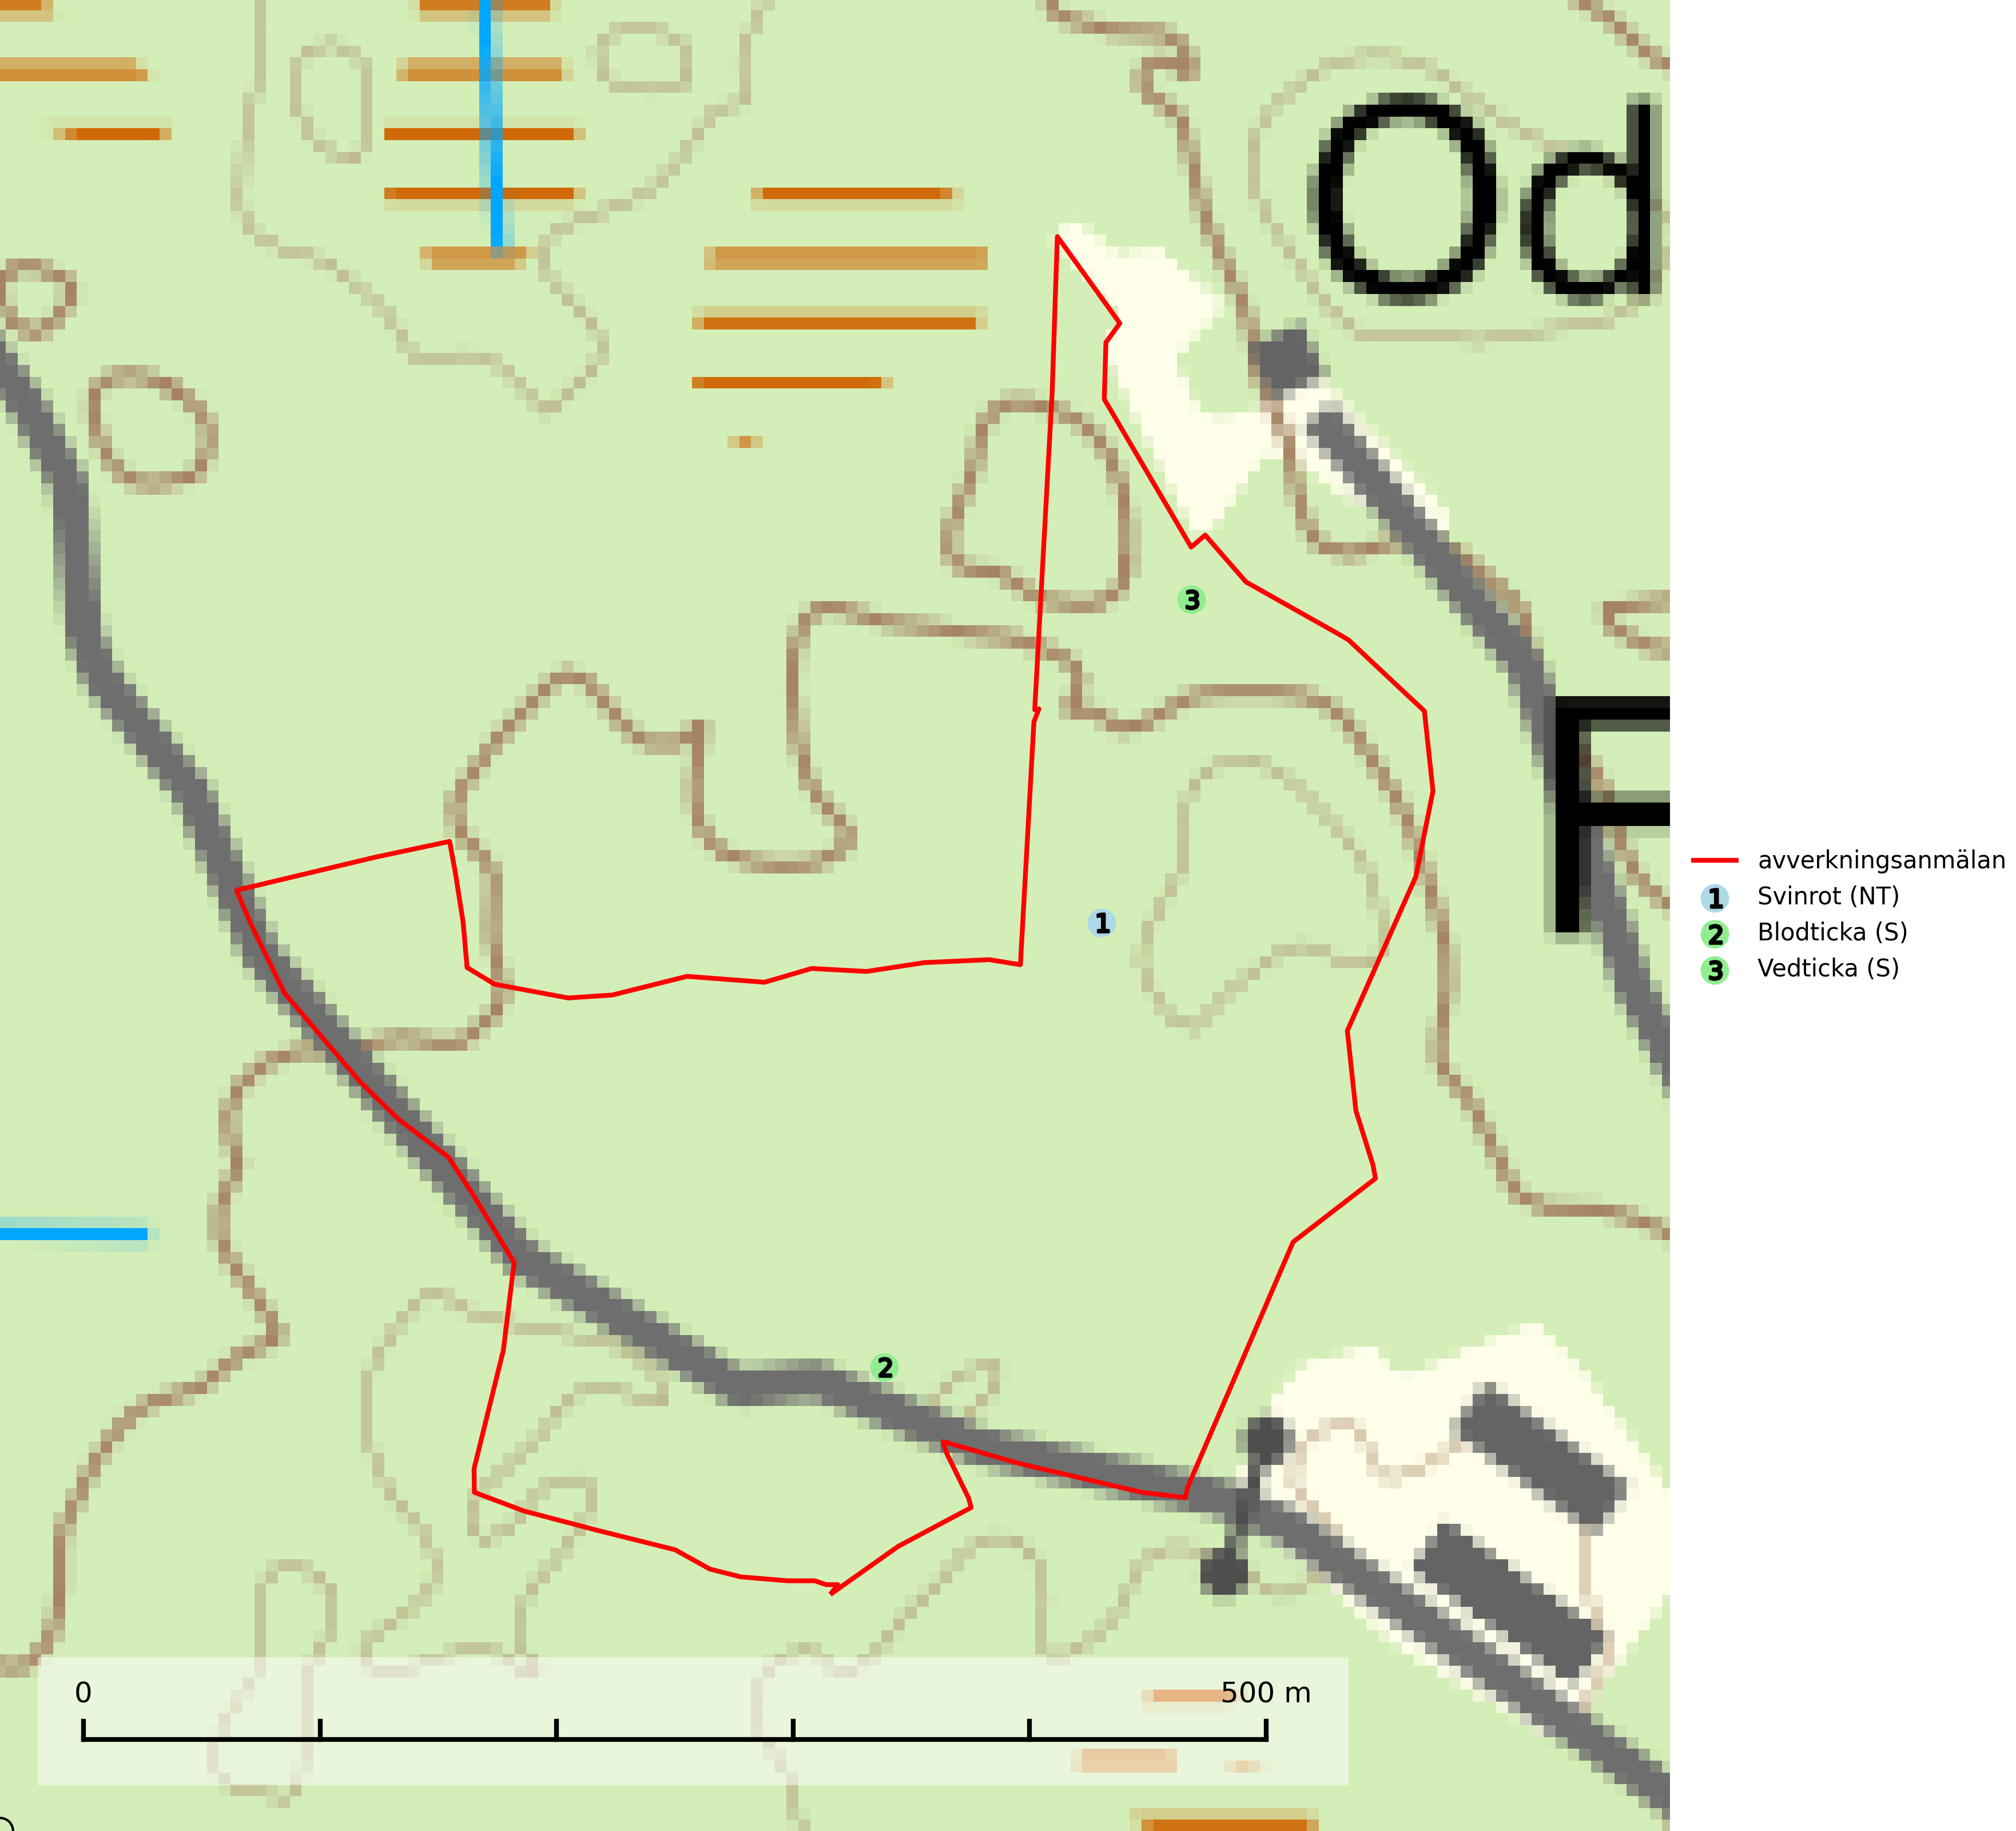 Od
F
3
1
2
avverkningsanmälan
1 Svinrot (NT)
2 Blodticka (S)
3 Vedticka (S)
0 500 m